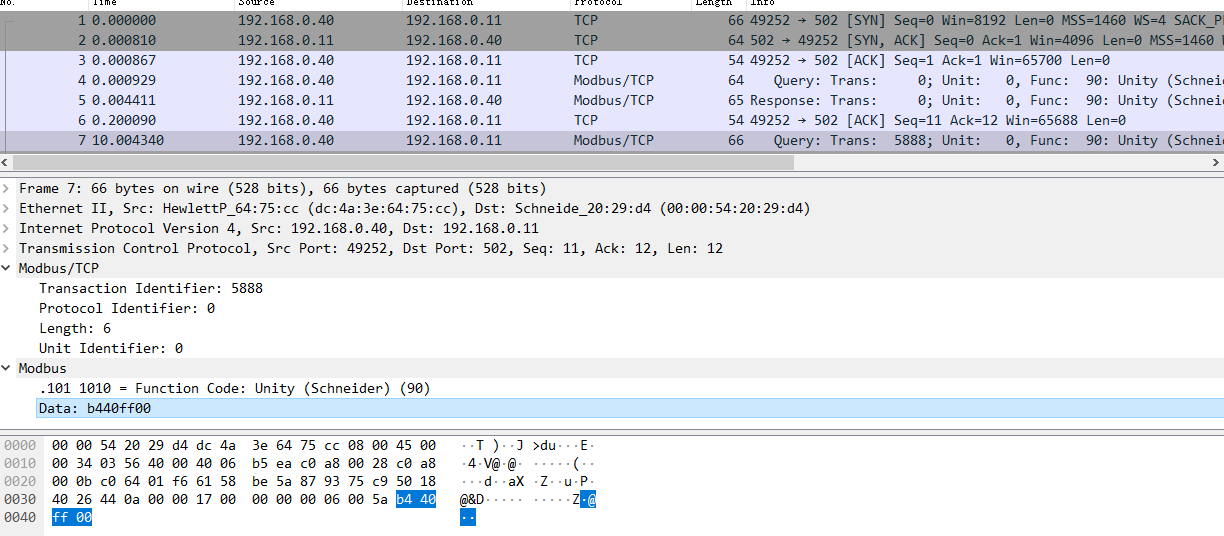 No. Time Source Destination Protocol Length Info
1 0.000000 192.168.0.40 192.168.0.11 TCP 66 49252 → 502 [SYN] Seq=0 Win=8192 Len=0 MSS=1460 WS=4 SACK_P
2 0.000810 192.168.0.11 192.168.0.40 TCP 64 502 → 49252 [SYN, ACK] Seq=0 Ack=1 Win=4096 Len=0 MSS=1460 W
3 0.000867 192.168.0.40 192.168.0.11 TCP 54 49252 → 502 [ACK] Seq=1 Ack=1 Win=65700 Len=0
4 0.000929 192.168.0.40 192.168.0.11 Modbus/TCP 64 Query: Trans: 0; Unit: 0, Func: 90: Unity (Schnei
5 0.004411 192.168.0.11 192.168.0.40 Modbus/TCP 65 Response: Trans: 0; Unit: 0, Func: 90: Unity (Schnei
6 0.200090 192.168.0.40 192.168.0.11 TCP 54 49252 → 502 [ACK] Seq=11 Ack=12 Win=65688 Len=0
7 10.004340 192.168.0.40 192.168.0.11 Modbus/TCP 66 Query: Trans: 5888; Unit: 0, Func: 90: Unity (Schnei
Frame 7: 66 bytes on wire (528 bits), 66 bytes captured (528 bits)
Ethernet II, Src: HewlettP_64:75:cc (dc:4a:3e:64:75:cc), Dst: Schneide_20:29:d4 (00:00:54:20:29:d4)
Internet Protocol Version 4, Src: 192.168.0.40, Dst: 192.168.0.11
Transmission Control Protocol, Src Port: 49252, Dst Port: 502, Seq: 11, Ack: 12, Len: 12
Modbus/TCP
Transaction Identifier: 5888
Protocol Identifier: 0
Length: 6
Unit Identifier: 0
Modbus
.101 1010 = Function Code: Unity (Schneider) (90)
Data: b440ff00
0000 00 00 54 20 29 d4 dc 4a 3e 64 75 cc 08 00 45 00 ··T )··J >du···E·
0010 00 34 03 56 40 00 40 06 b5 ea c0 a8 00 28 c0 a8 ·4·V@·@· ·····(··
0020 00 0b c0 64 01 f6 61 58 be 5a 87 93 75 c9 50 18 ···d··aX ·Z··u·P·
0030 40 26 44 0a 00 00 17 00 00 00 00 06 00 5a b4 40 @&D····· ·····Z·@
0040 ff 00 ··